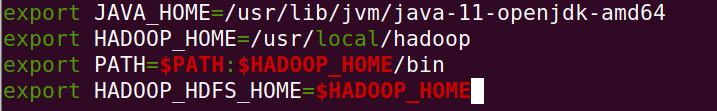 export JAVA_HOME=/usr/lib/jvm/java-11-openjdk-amd64
export HADOOP_HOME=/usr/local/hadoop
export PATH=$PATH:$HADOOP_HOME/bin
export HADOOP_HDFS_HOME=$HADOOP_HOME